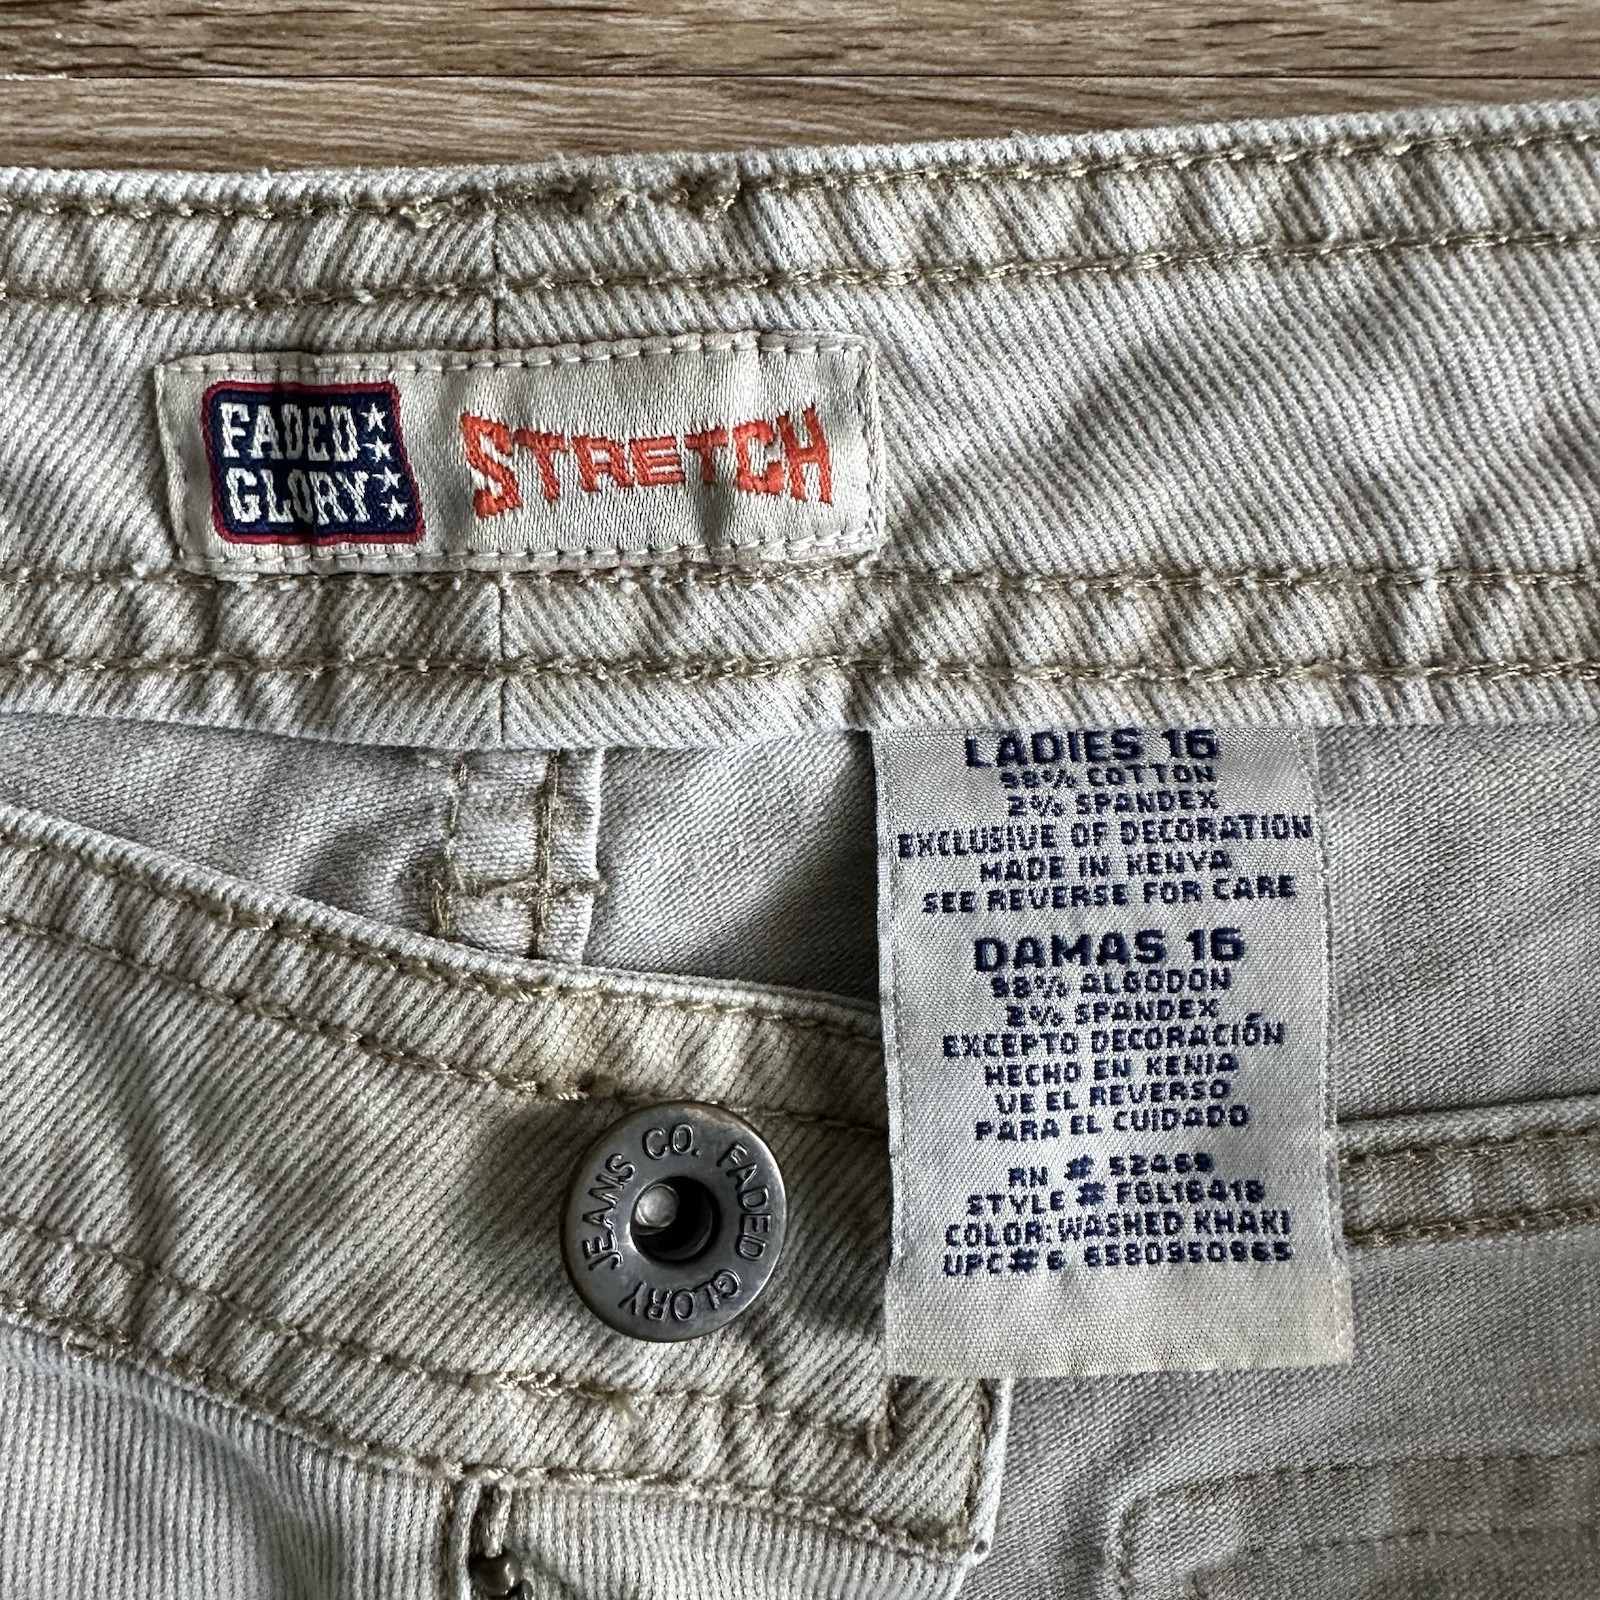 FADED
GLORY
STRETCH
LADIES 16
98% COTTON
2% SPANDEX
EXCLUSIVE OF DECORATION
MADE IN KENYA
SEE REVERSE FOR CARE
DAMAS 16
98% ALGODON
2% SPANDEX
EXCEPTO DECORACIÓN
HECHO EN KENIA
VE EL REVERSO
PARA EL CUIDADO
RN # 52469
STYLE # FGL16418
COLOR: WASHED KHAKI
UPC# 6 6580950965
FADED GLORY JEANS CO.